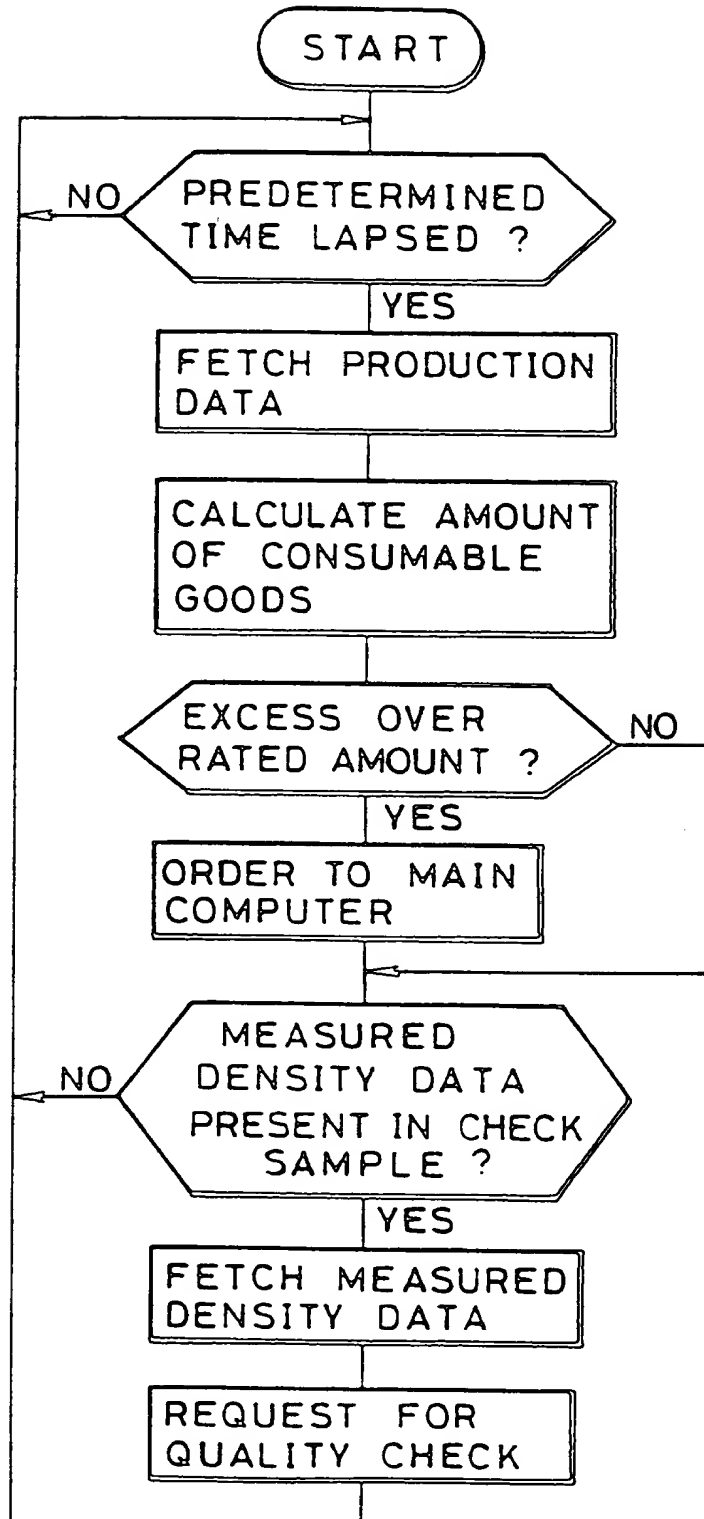 START
NO
PREDETERMINED
TIME LAPSED ?
YES
FETCH PRODUCTION
DATA
CALCULATE AMOUNT
OF CONSUMABLE
GOODS
EXCESS OVER
RATED AMOUNT ?
NO
YES
ORDER TO MAIN
COMPUTER
MEASURED
DENSITY DATA
PRESENT IN CHECK
SAMPLE ?
NO
YES
FETCH MEASURED
DENSITY DATA
REQUEST FOR
QUALITY CHECK